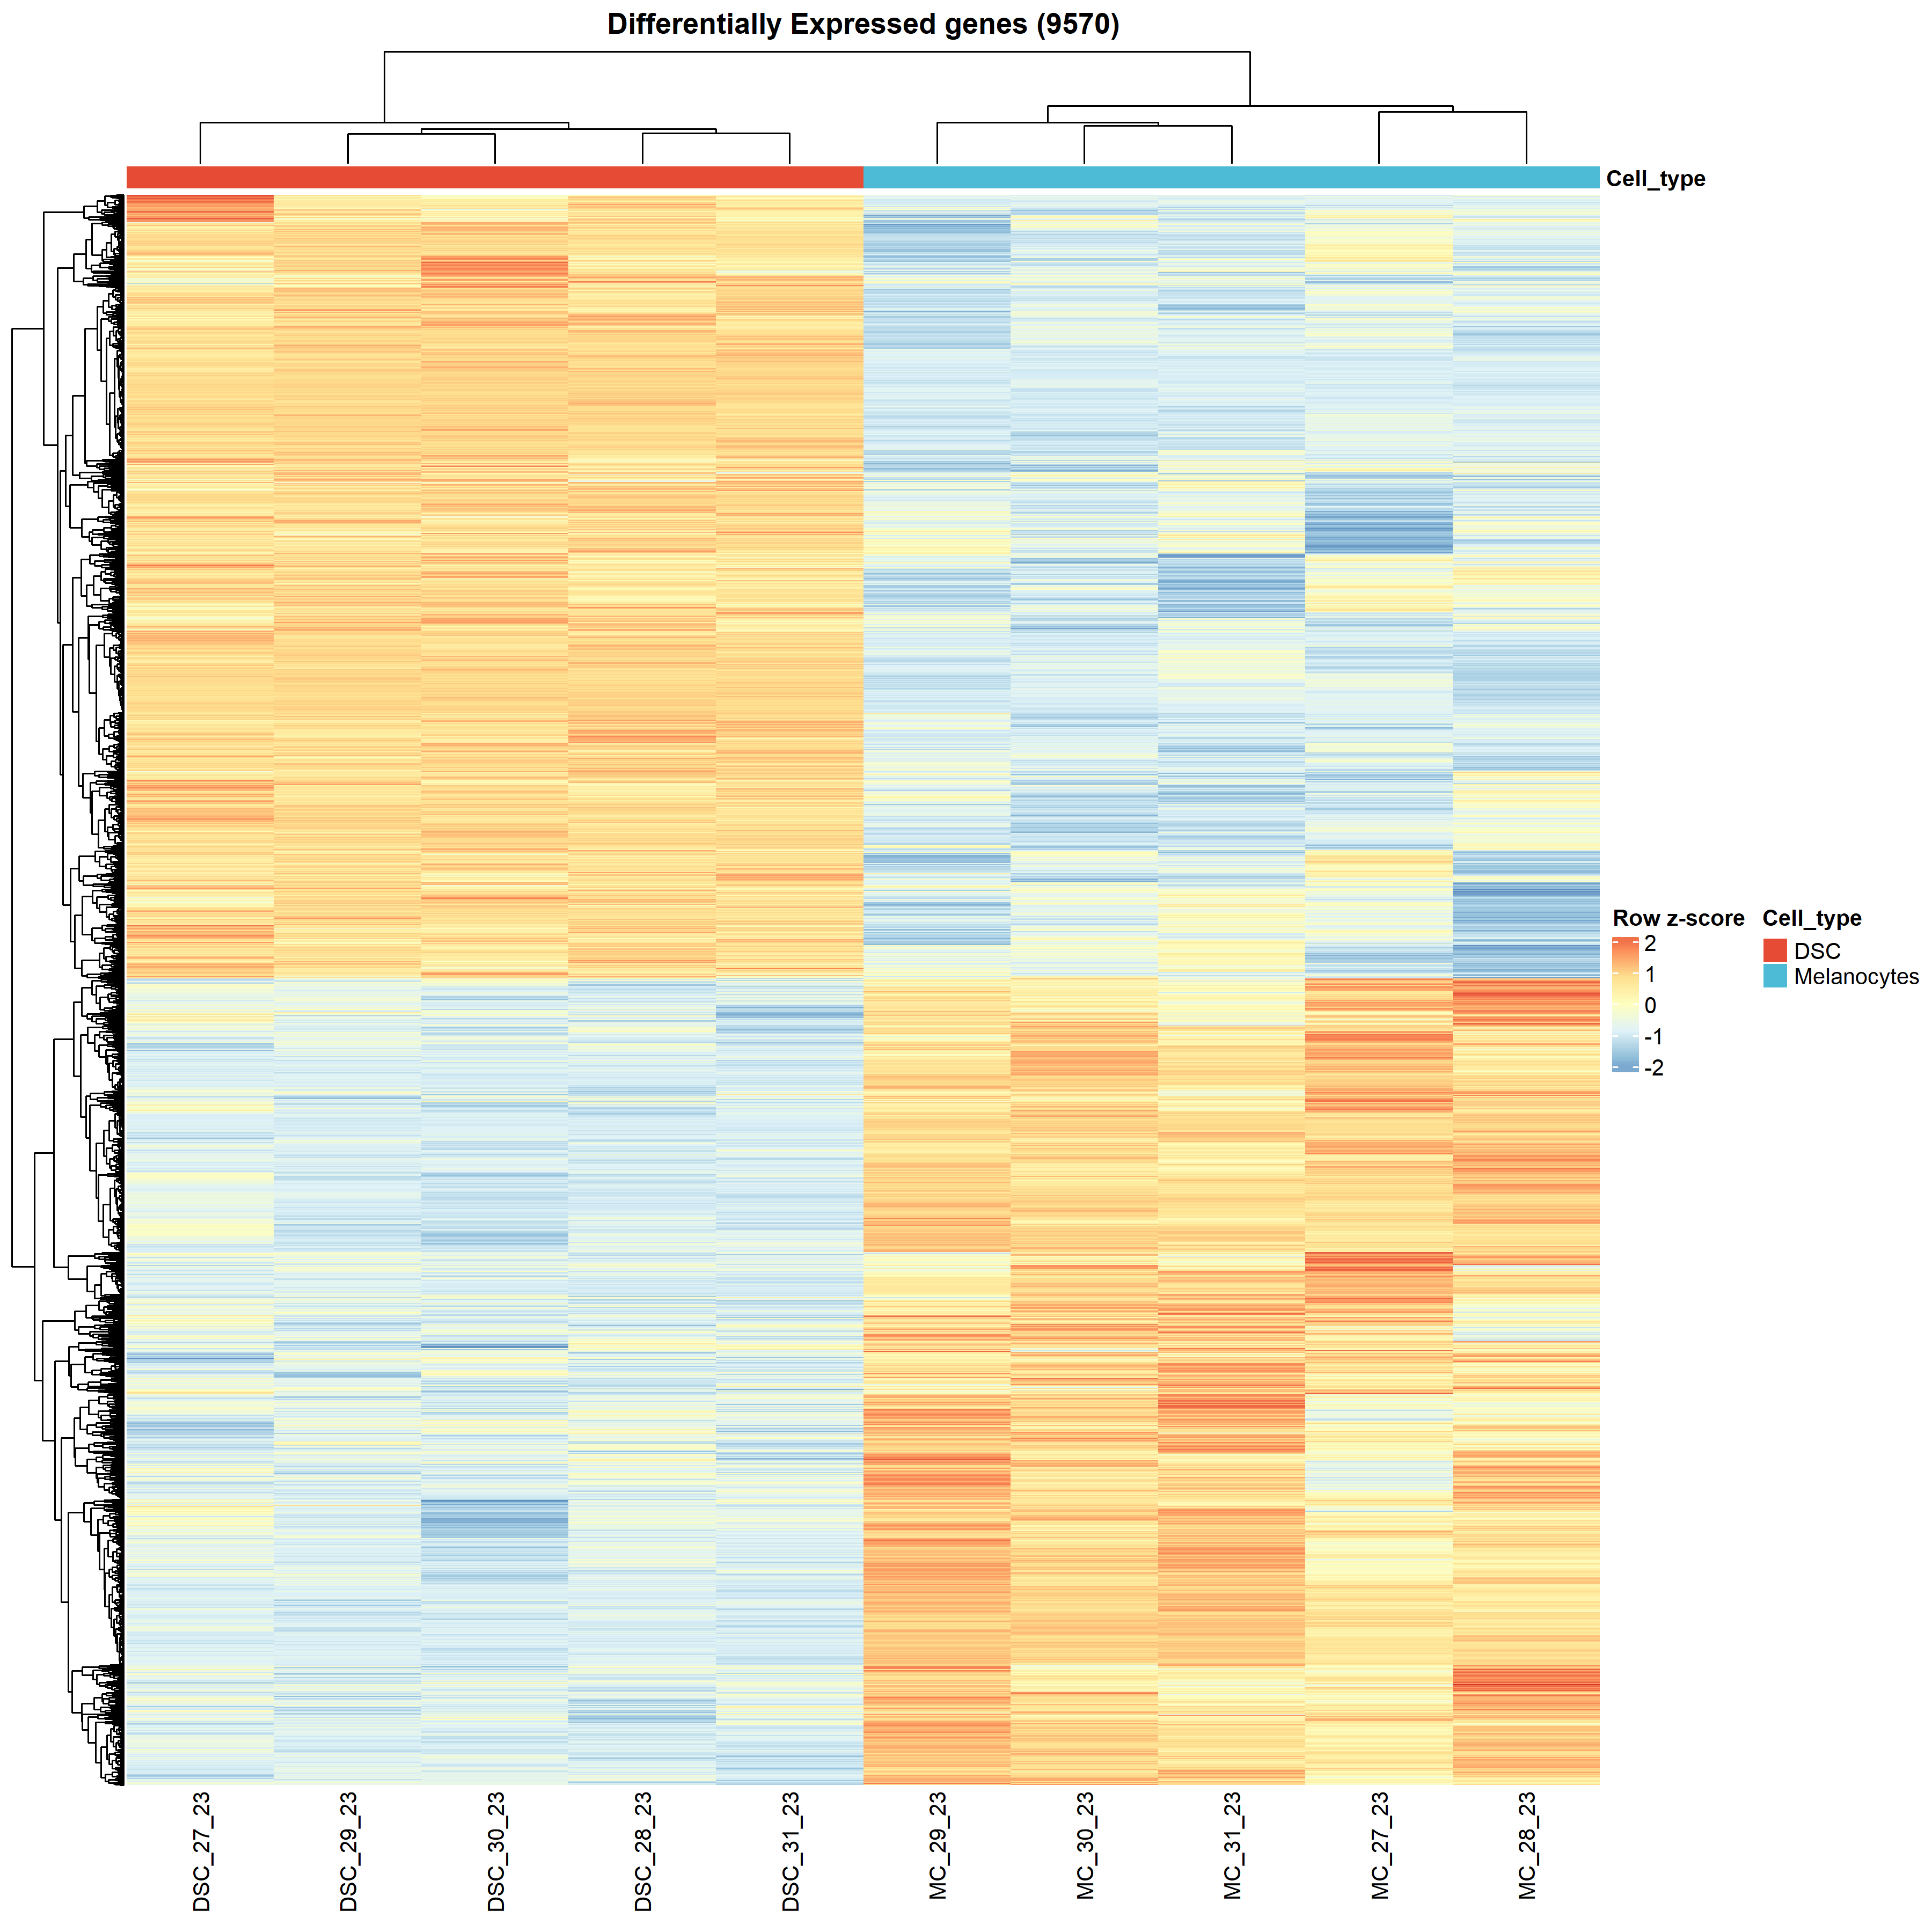 Differentially Expressed genes (9570)
Cell_type
Row z-score
2
1
0
-1
-2
Cell_type
DSC
Melanocytes
DSC_27_23
DSC_29_23
DSC_30_23
DSC_28_23
DSC_31_23
MC_29_23
MC_30_23
MC_31_23
MC_27_23
MC_28_23